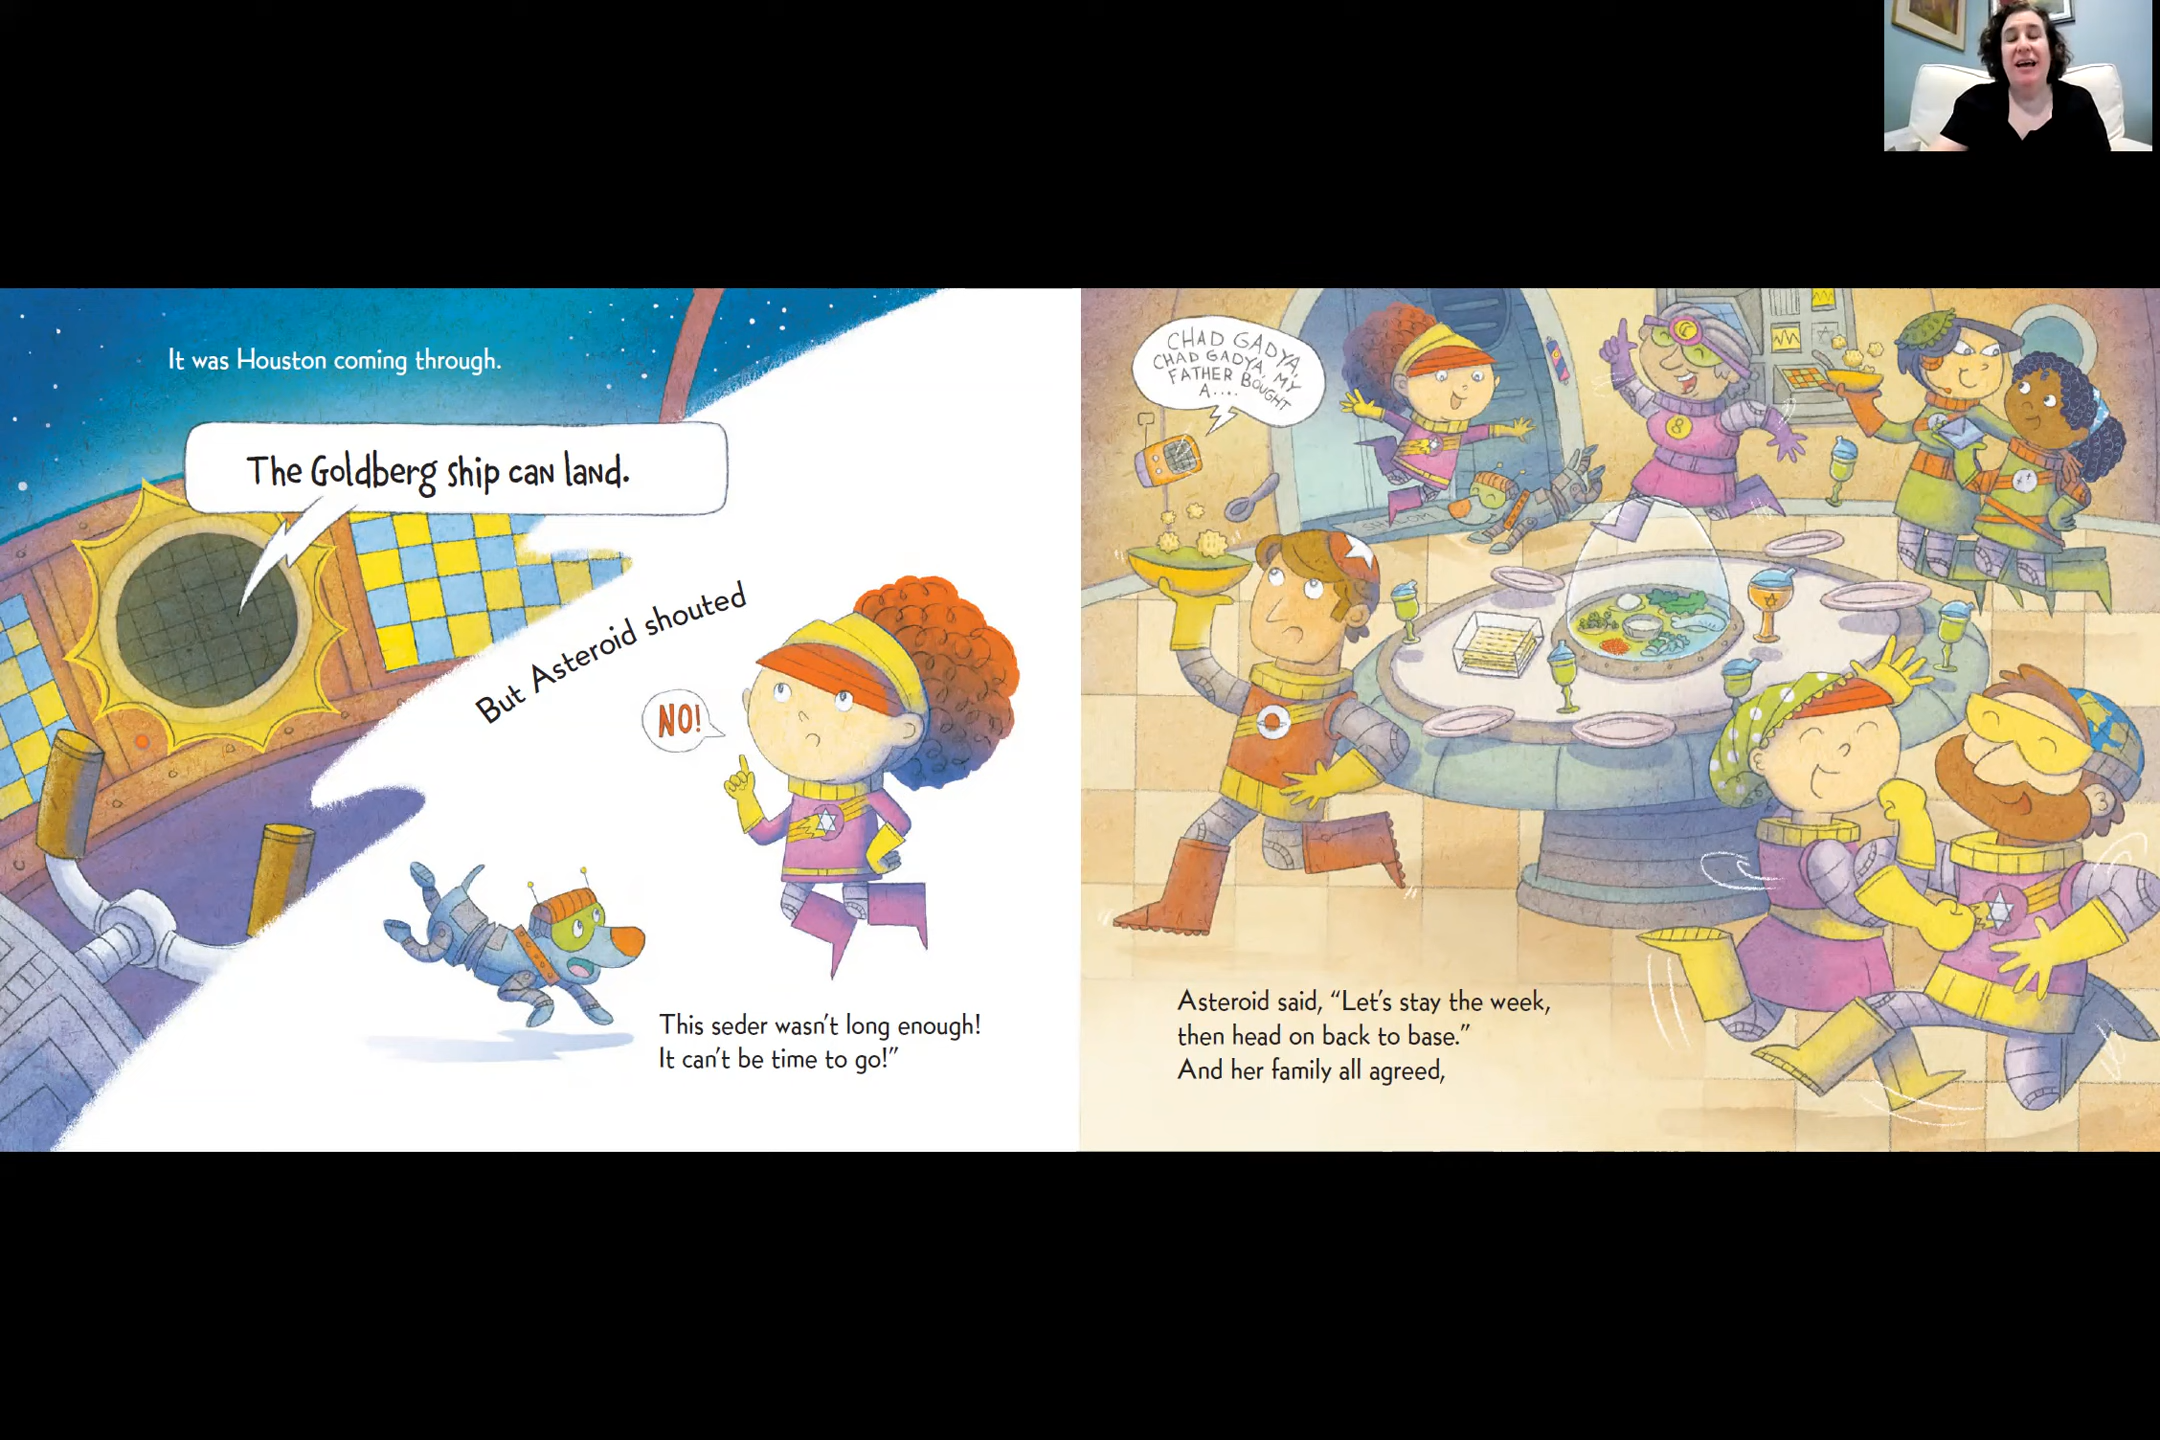 It was Houston coming through.
The Goldberg ship can land.
But Asteroid shouted
NO!
This seder wasn't long enough!
It can't be time to go!"
CHAD GADYA,
CHAD GADYA, MY
FATHER BOUGHT
A....
8
SHALOM
Asteroid said, "Let's stay the week,
then head on back to base."
And her family all agreed,